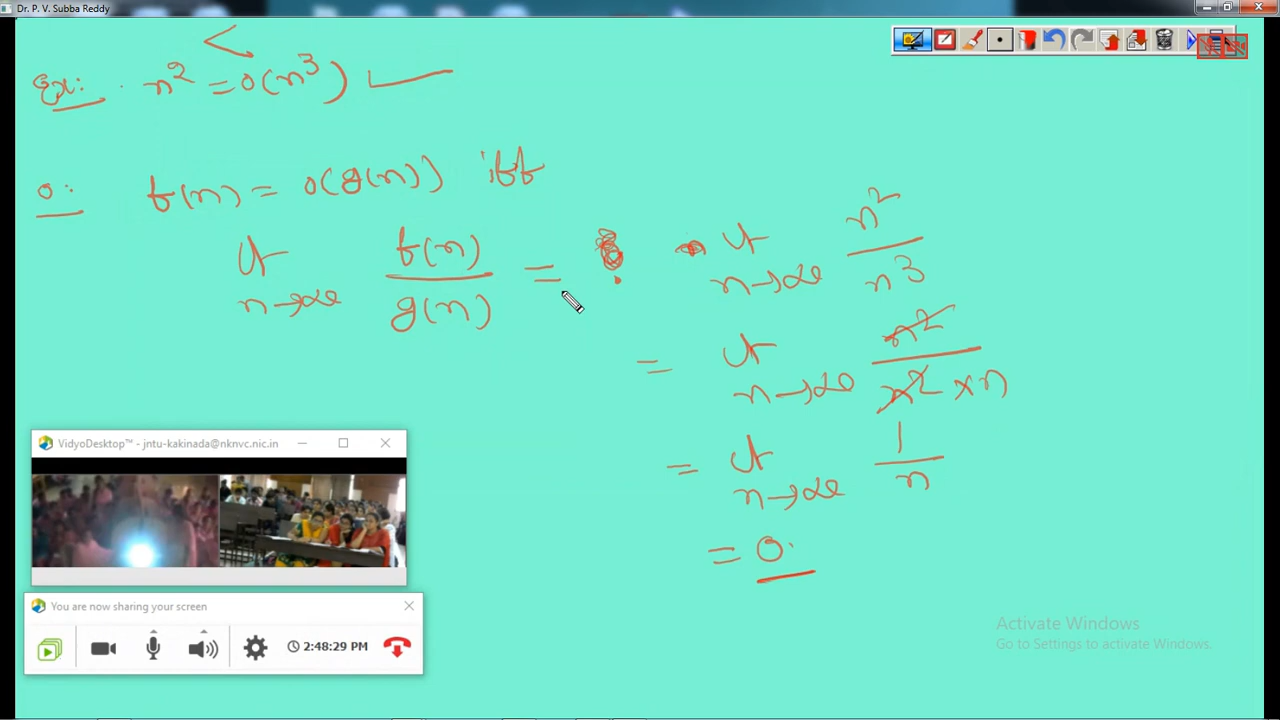 Dr. P. V. Subba Reddy
<
Ex: n² = o(n³)
o: f(n) = o(g(n)) iff
lt n→∞ f(n)/g(n) =
lt n→∞ n²/n³
= lt n→∞ n²/n²×n
= lt n→∞ 1/n
= 0.
VidyoDesktop™ - jntu-kakinada@nknvc.nic.in
You are now sharing your screen
2:48:29 PM
Activate Windows
Go to Settings to activate Windows.